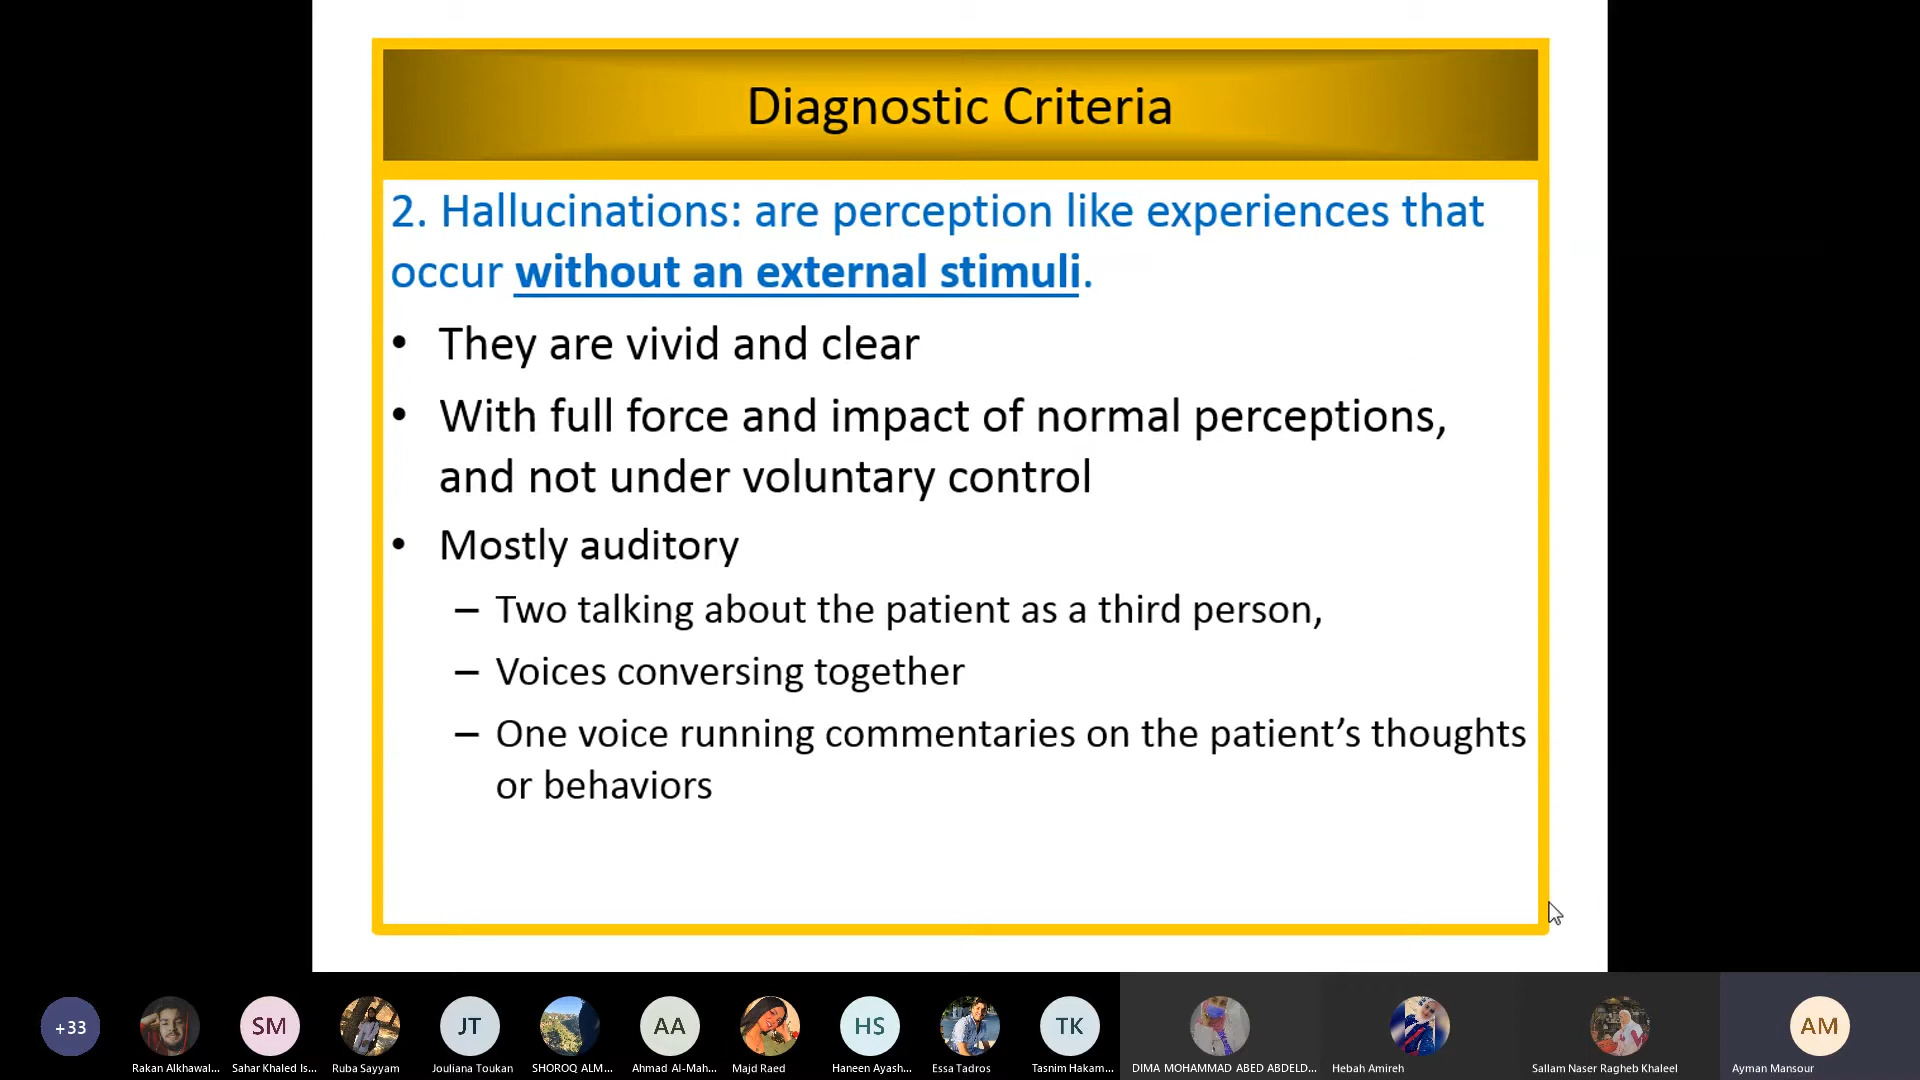 Diagnostic Criteria
2. Hallucinations: are perception like experiences that
occur without an external stimuli.
• They are vivid and clear
• With full force and impact of normal perceptions,
and not under voluntary control
• Mostly auditory
– Two talking about the patient as a third person,
– Voices conversing together
– One voice running commentaries on the patient’s thoughts
or behaviors
+33
SM
JT
AA
HS
TK
AM
Rakan Alkhawal...
Sahar Khaled Is...
Ruba Sayyam
Jouliana Toukan
SHOROQ ALM...
Ahmad Al-Mah...
Majd Raed
Haneen Ayash...
Essa Tadros
Tasnim Hakam...
DIMA MOHAMMAD ABED ABDELD...
Hebah Amireh
Sallam Naser Ragheb Khaleel
Ayman Mansour